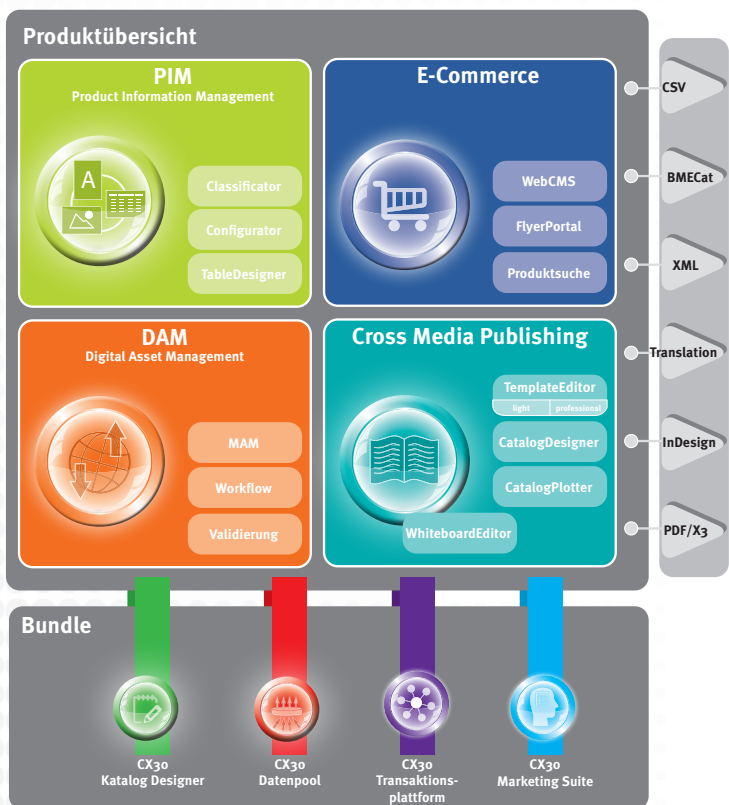 Produktübersicht
PIM
Product Information Management
A
Classificator
Configurator
TableDesigner
E-Commerce
WebCMS
FlyerPortal
Produktsuche
DAM
Digital Asset Management
MAM
Workflow
Validierung
Cross Media Publishing
TemplateEditor
light professional
CatalogDesigner
CatalogPlotter
WhiteboardEditor
CSV
BMECat
XML
Translation
InDesign
PDF/X3
Bundle
CX30
Katalog Designer
CX30
Datenpool
CX30
Transaktions-
plattform
CX30
Marketing Suite